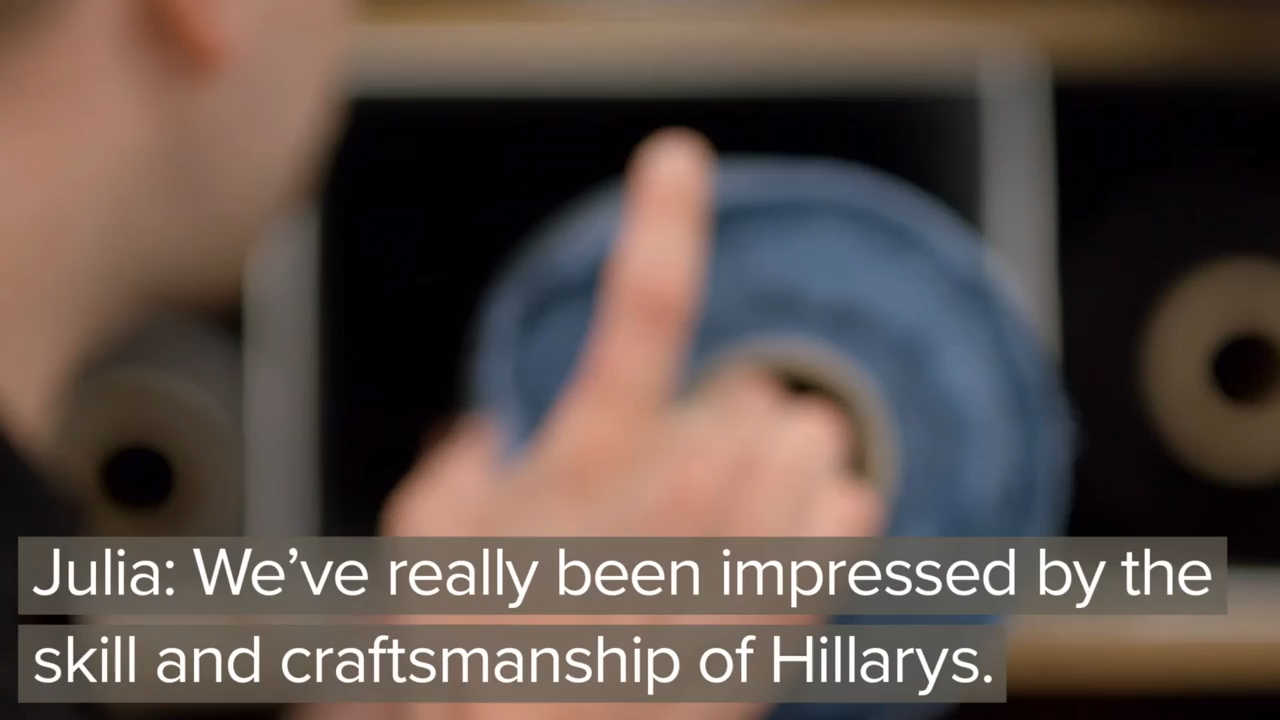 Julia: We’ve really been impressed by the
skill and craftsmanship of Hillarys.